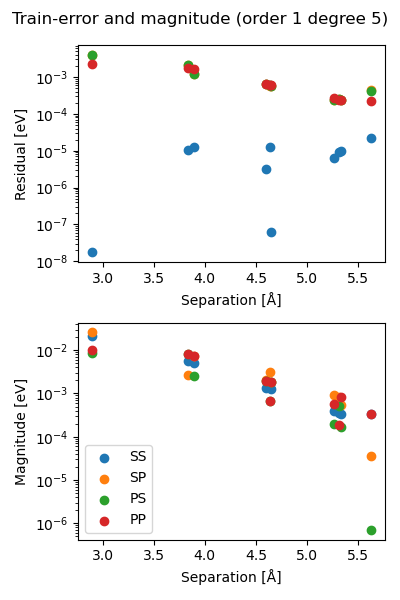 Train-error and magnitude (order 1 degree 5)
Residual [eV]
10⁻³
10⁻⁴
10⁻⁵
10⁻⁶
10⁻⁷
10⁻⁸
3.0 3.5 4.0 4.5 5.0 5.5
Separation [Å]
Magnitude [eV]
10⁻²
10⁻³
10⁻⁴
10⁻⁵
10⁻⁶
SS
SP
PS
PP
3.0 3.5 4.0 4.5 5.0 5.5
Separation [Å]